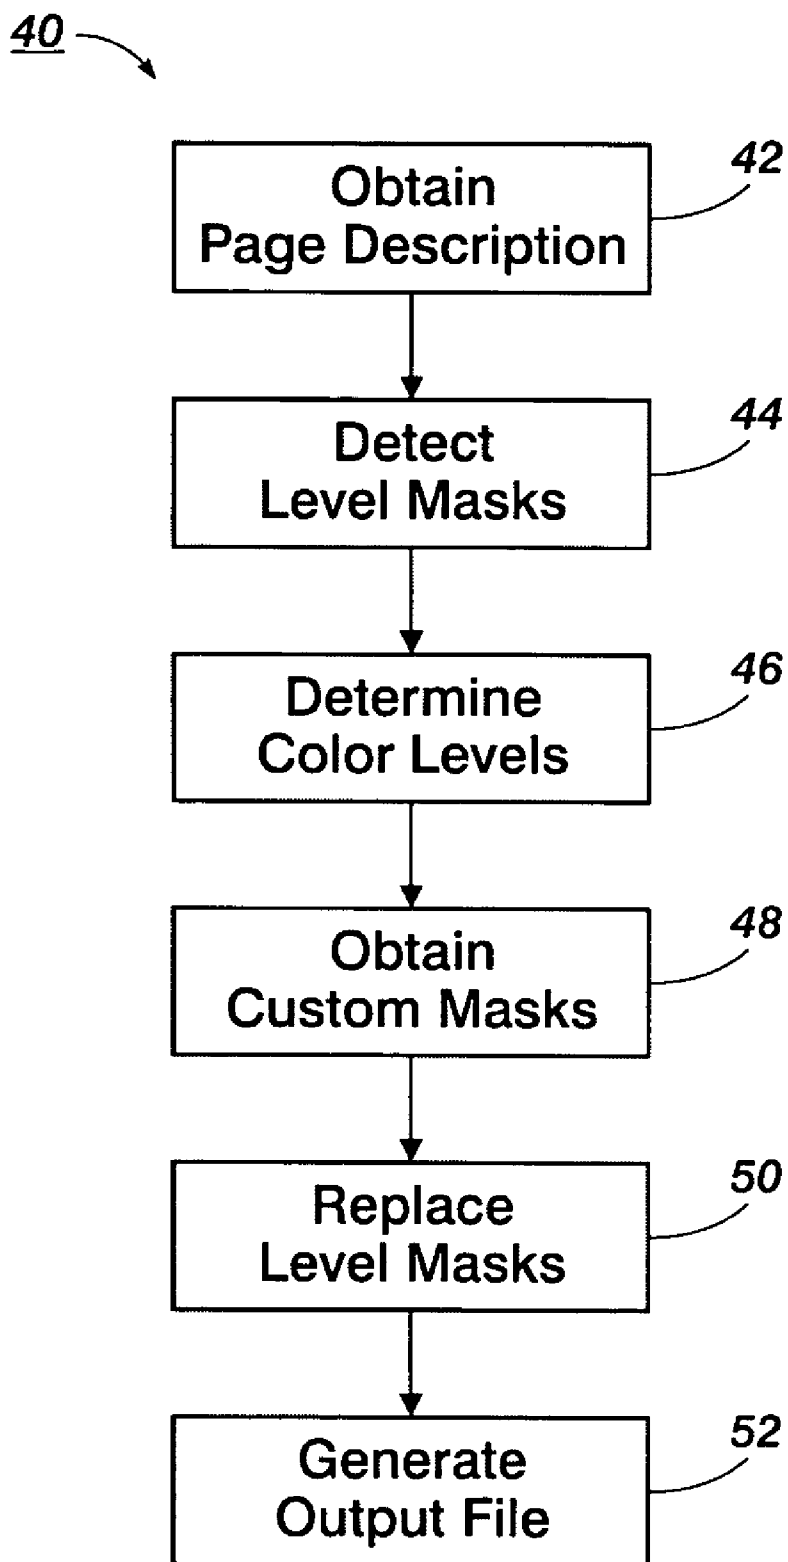 40
Obtain
Page Description
42
Detect
Level Masks
44
Determine
Color Levels
46
Obtain
Custom Masks
48
Replace
Level Masks
50
Generate
Output File
52